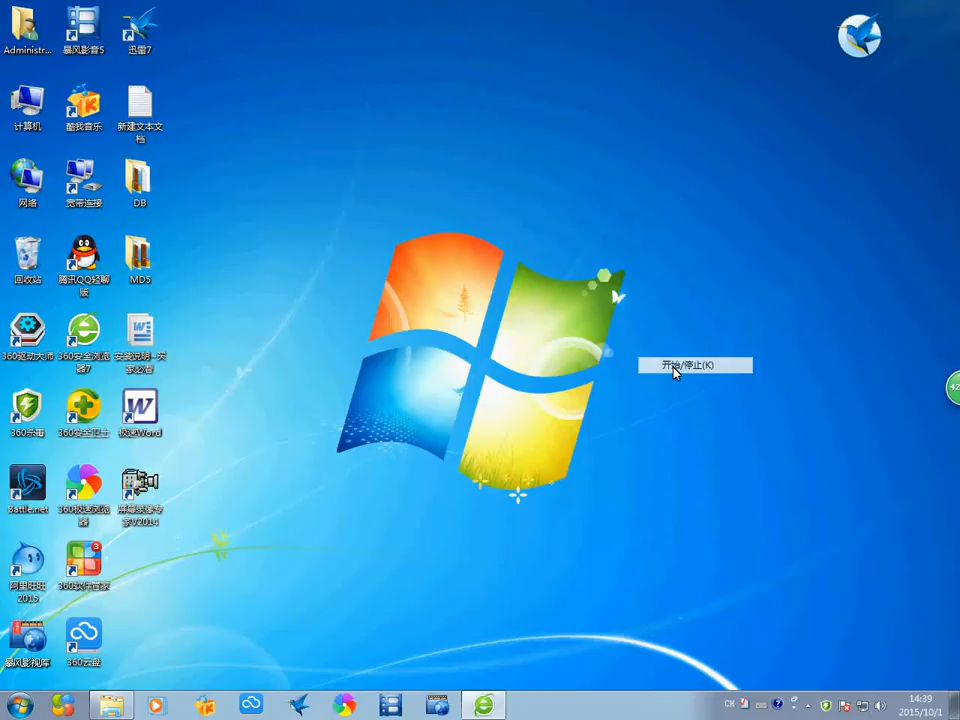 Administr...
暴风影音5
迅雷7
计算机
酷我音乐
新建文本文
档
网络
宽带连接
DB
回收站
腾讯QQ轻聊
版
MD5
360驱动大师
360安全浏览
器7
安装说明--买
家必看
360杀毒
360安全卫士
极速Word
Battle.net
360极速浏览
器
屏幕录像专
家V2014
阿里旺旺
2015
360软件管家
3
暴风影视库
360云盘
开始/停止(K)
42
CH
14:39
2015/10/1